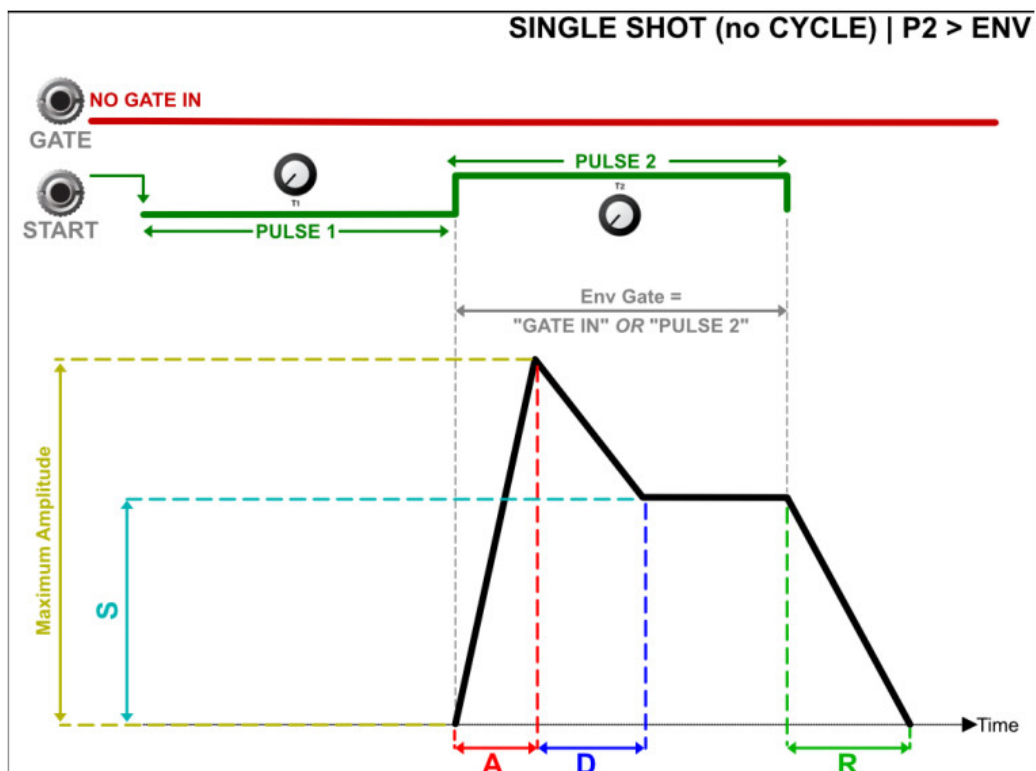 SINGLE SHOT (no CYCLE) | P2 > ENV
NO GATE IN
GATE
PULSE 2
T1
T2
START
PULSE 1
Env Gate =
"GATE IN" OR "PULSE 2"
Maximum Amplitude
S
Time
A
D
R